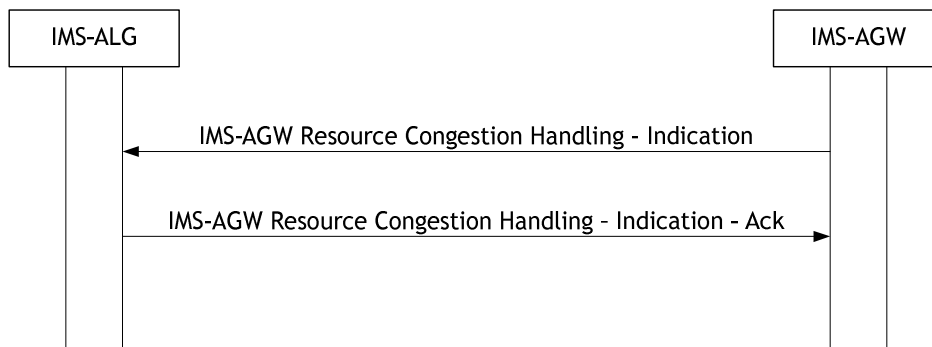 IMS-ALG
IMS-AGW
IMS-AGW Resource Congestion Handling - Indication
IMS-AGW Resource Congestion Handling – Indication - Ack